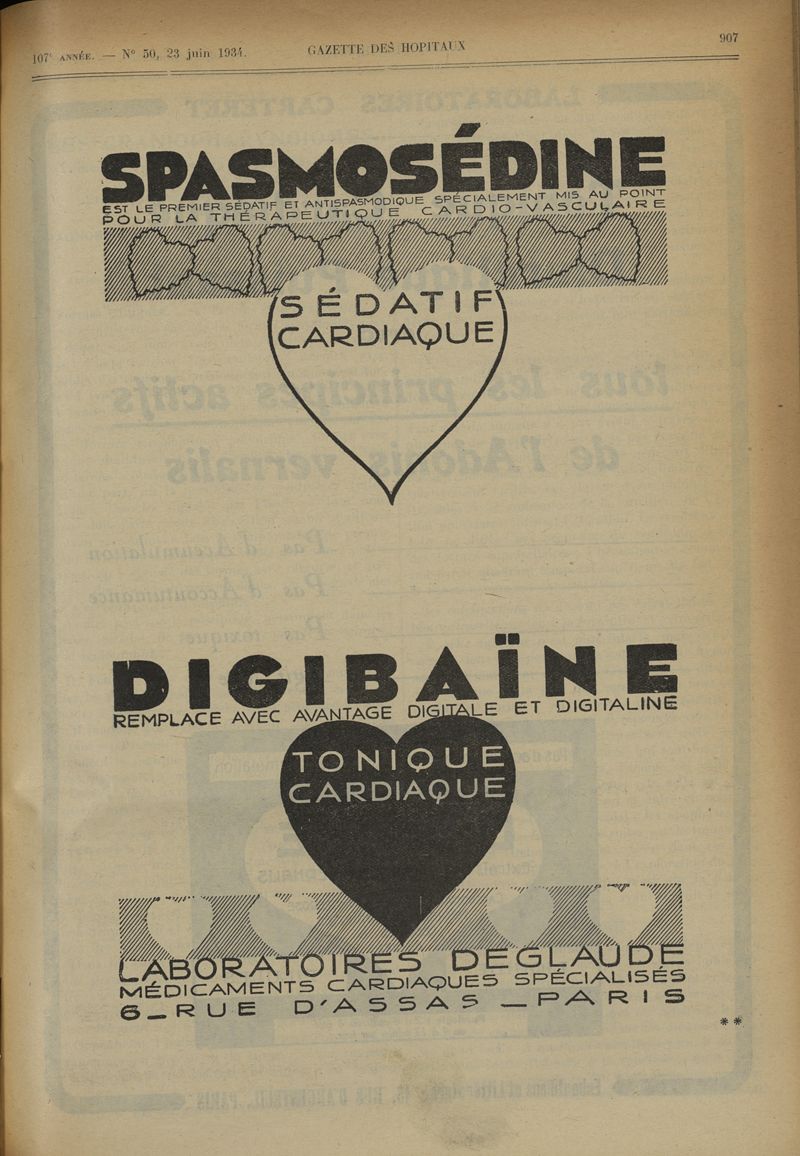 107e ANNÉE. — No 50, 23 juin 1934. GAZETTE DES HOPITAUX 907
SPASMOSÉDINE
EST LE PREMIER SÉDATIF ET ANTISPASMODIQUE SPÉCIALEMENT MIS AU POINT
POUR LA THÉRAPEUTIQUE CARDIO-VASCULAIRE
SÉDATIF
CARDIAQUE
DIGIBAÏNE
REMPLACE AVEC AVANTAGE DIGITALE ET DIGITALINE
TONIQUE
CARDIAQUE
LABORATOIRES DEGLAUDE
MÉDICAMENTS CARDIAQUES SPÉCIALISÉS
6_RUE D'ASSAS _ PARIS
**